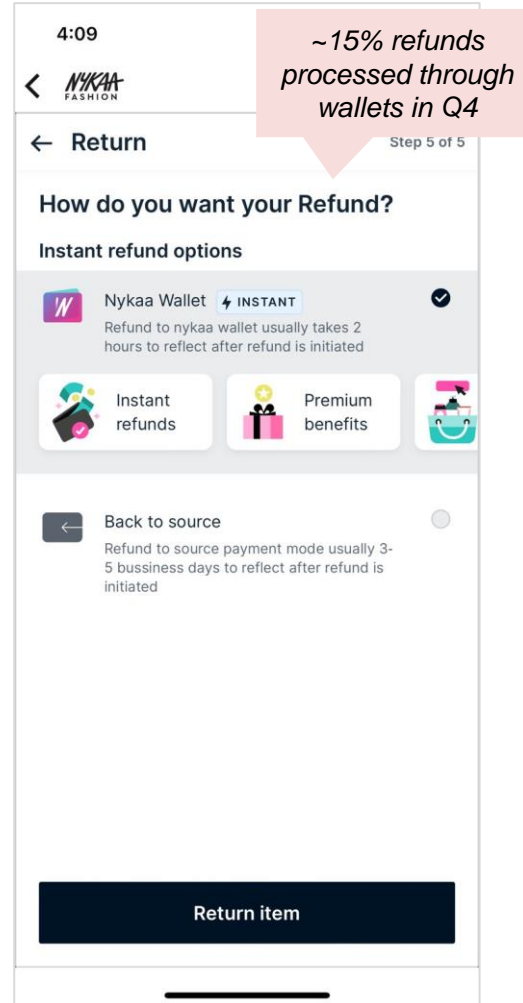 4:09
~15% refunds
processed through
wallets in Q4
NYKAA
FASHION
← Return
Step 5 of 5
How do you want your Refund?
Instant refund options
Nykaa Wallet
INSTANT
Refund to nykaa wallet usually takes 2
hours to reflect after refund is initiated
Instant
refunds
Premium
benefits
Back to source
Refund to source payment mode usually 3-
5 bussiness days to reflect after refund is
initiated
Return item